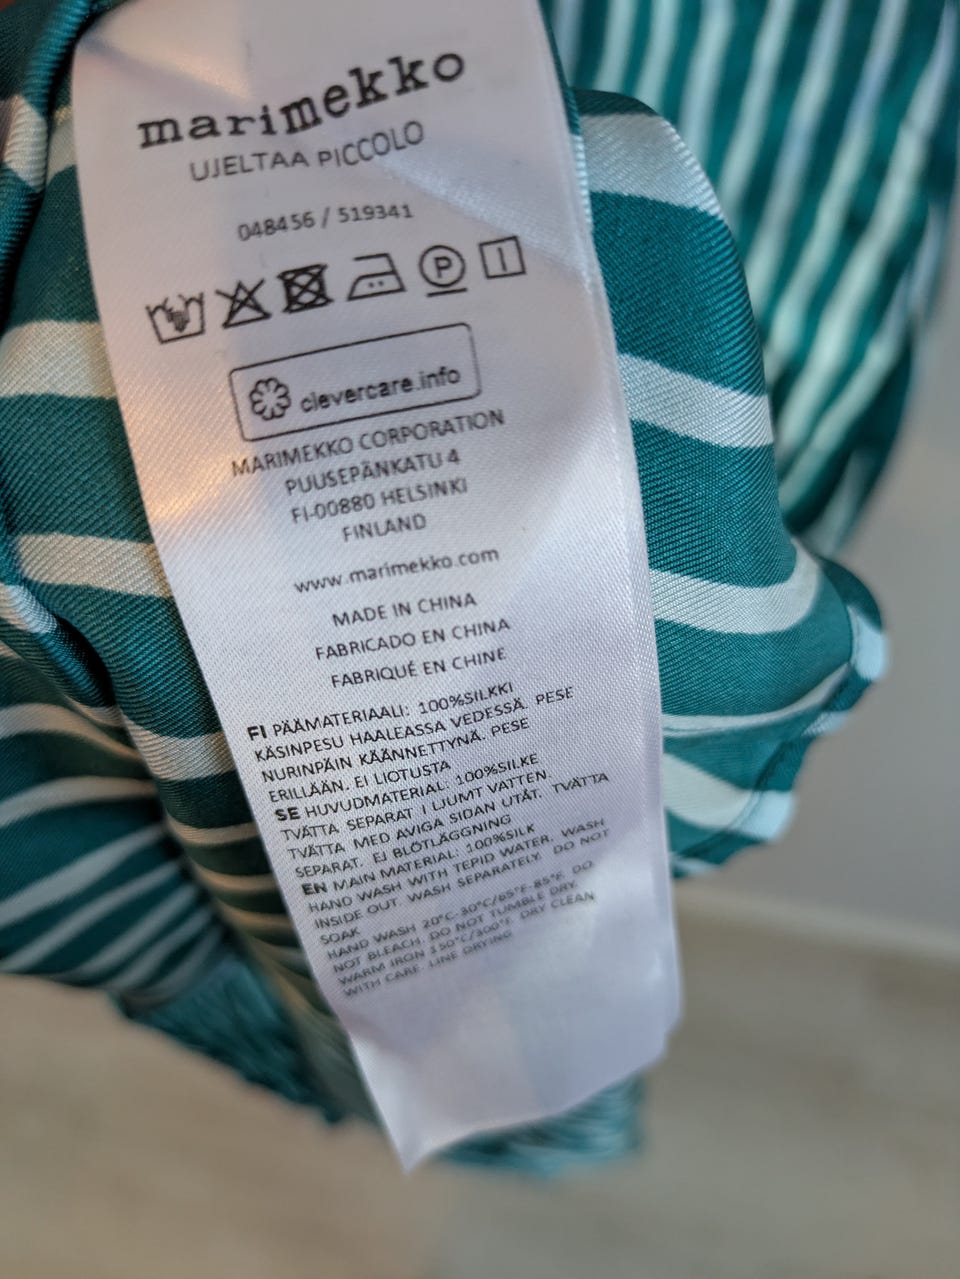 marimekko
UJELTAA PICCOLO
048456 / 519341
P
clevercare.info
MARIMEKKO CORPORATION
PUUSEPÄNKATU 4
FI-00880 HELSINKI
FINLAND
www.marimekko.com
MADE IN CHINA
FABRICADO EN CHINA
FABRIQUÉ EN CHINE
FI PÄÄMATERIAALI: 100%SILKKI
KÄSINPESU HAALEASSA VEDESSÄ. PESE
NURINPÄIN KÄÄNNETTYNÄ. PESE
ERILLÄÄN. EI LIOTUSTA
SE HUVUDMATERIAL: 100%SILKE
TVÄTTA SEPARAT I LJUMT VATTEN.
TVÄTTA MED AVIGA SIDAN UTÅT. TVÄTTA
SEPARAT. EJ BLÖTLÄGGNING
EN MAIN MATERIAL: 100%SILK
HAND WASH WITH TEPID WATER. WASH
INSIDE OUT. WASH SEPARATELY. DO NOT
SOAK
HAND WASH 20°C-30°C/65°F-85°F. DO
NOT BLEACH. DO NOT TUMBLE DRY.
WARM IRON 150°C/300°F. DRY CLEAN
WITH CARE. LINE DRYING